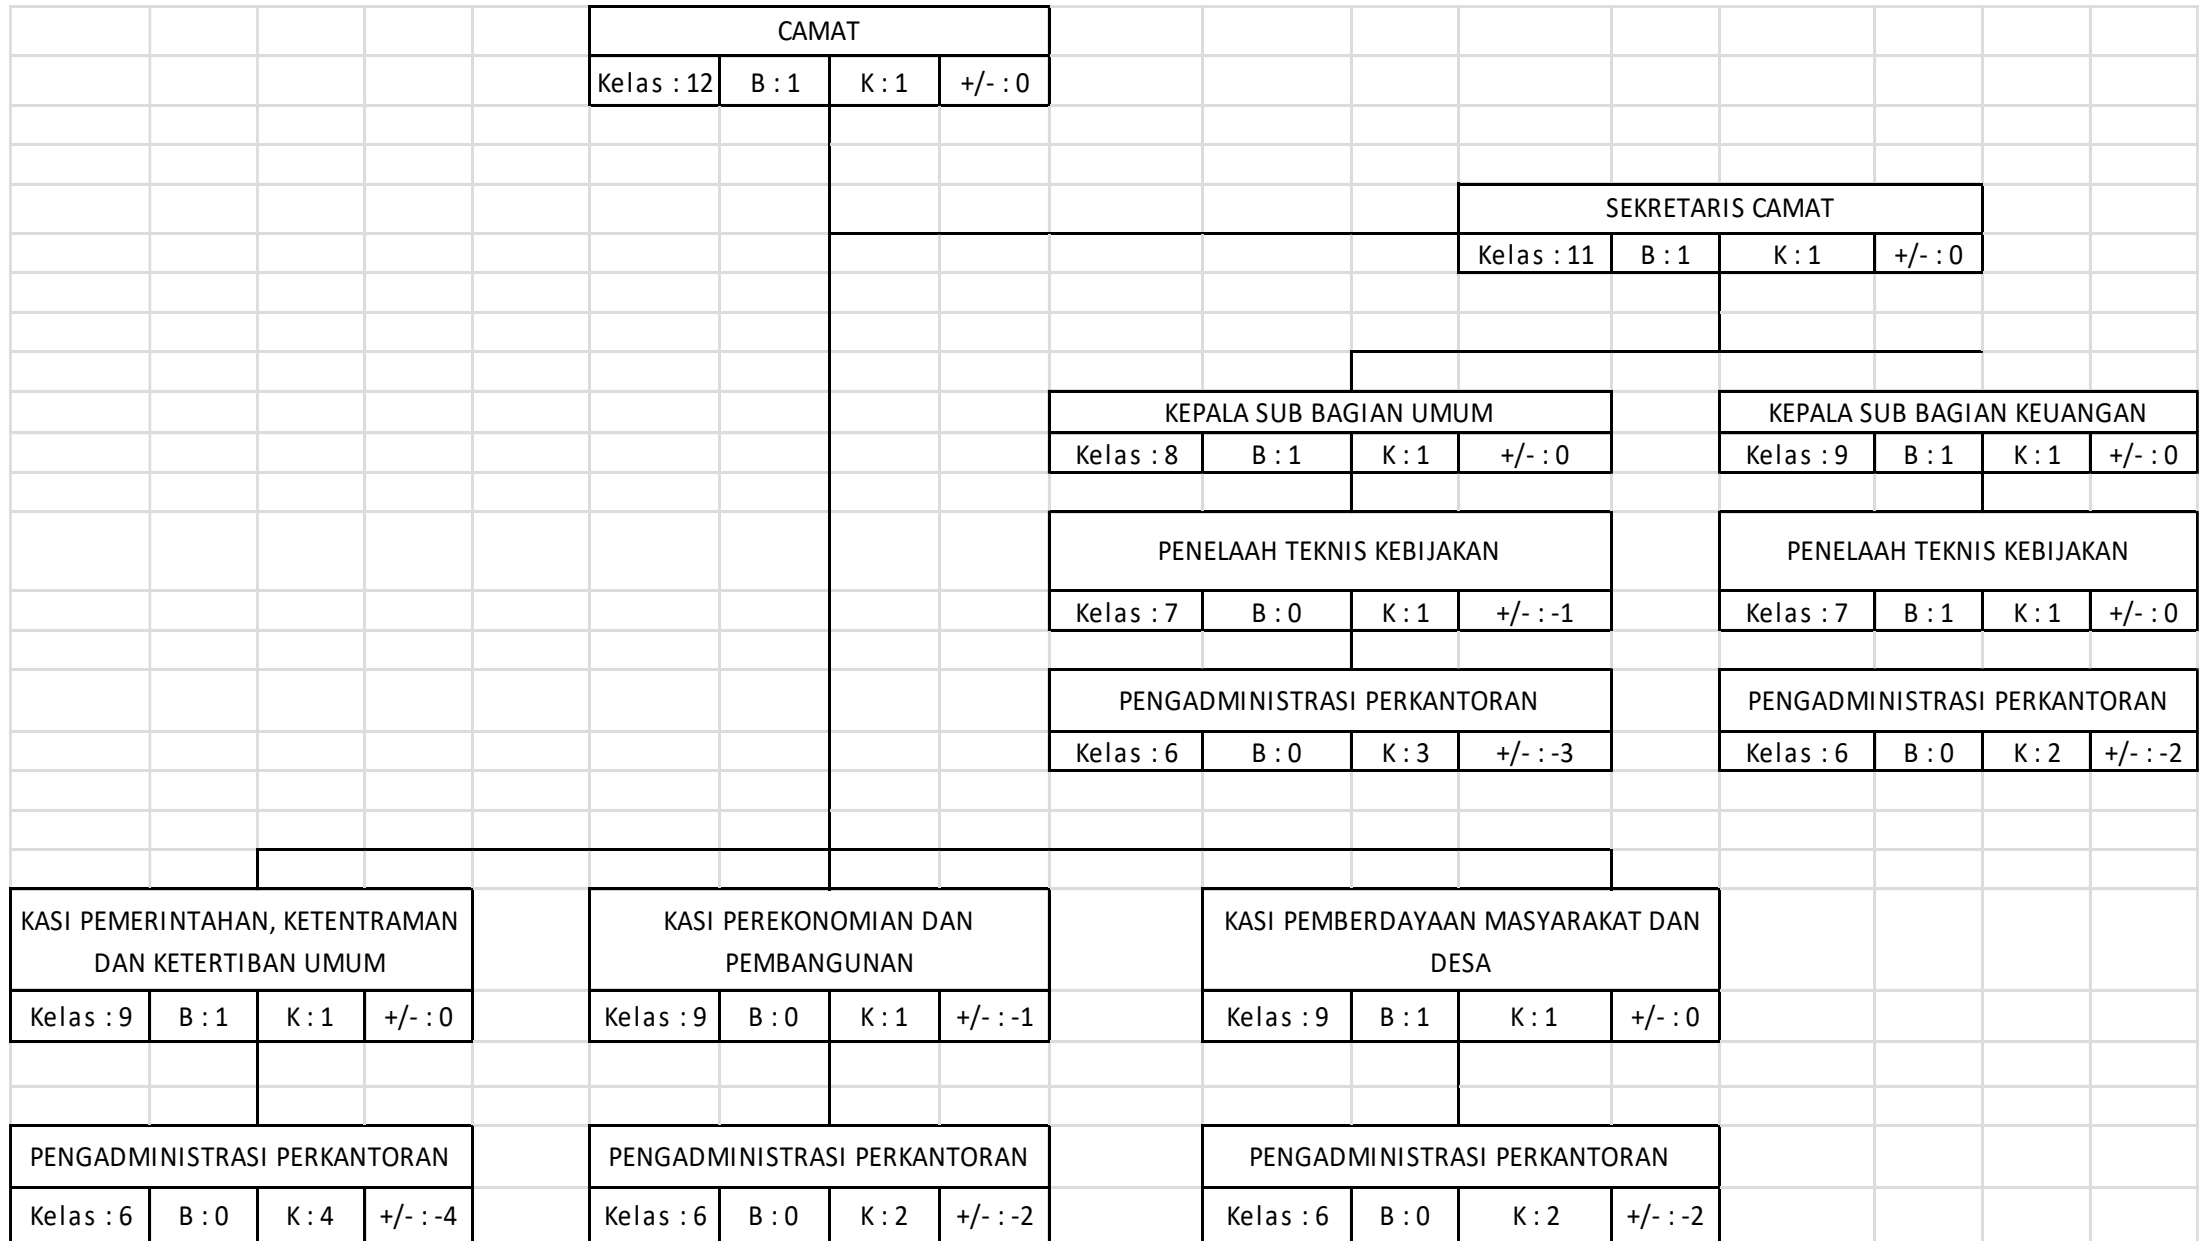 CAMAT
Kelas : 12 B : 1 K : 1 +/- : 0
SEKRETARIS CAMAT
Kelas : 11 B : 1 K : 1 +/- : 0
KEPALA SUB BAGIAN UMUM
Kelas : 8 B : 1 K : 1 +/- : 0
KEPALA SUB BAGIAN KEUANGAN
Kelas : 9 B : 1 K : 1 +/- : 0
PENELAAH TEKNIS KEBIJAKAN
Kelas : 7 B : 0 K : 1 +/- : -1
PENELAAH TEKNIS KEBIJAKAN
Kelas : 7 B : 1 K : 1 +/- : 0
PENGADMINISTRASI PERKANTORAN
Kelas : 6 B : 0 K : 3 +/- : -3
PENGADMINISTRASI PERKANTORAN
Kelas : 6 B : 0 K : 2 +/- : -2
KASI PEMERINTAHAN, KETENTRAMAN
DAN KETERTIBAN UMUM
Kelas : 9 B : 1 K : 1 +/- : 0
KASI PEREKONOMIAN DAN
PEMBANGUNAN
Kelas : 9 B : 0 K : 1 +/- : -1
KASI PEMBERDAYAAN MASYARAKAT DAN
DESA
Kelas : 9 B : 1 K : 1 +/- : 0
PENGADMINISTRASI PERKANTORAN
Kelas : 6 B : 0 K : 4 +/- : -4
PENGADMINISTRASI PERKANTORAN
Kelas : 6 B : 0 K : 2 +/- : -2
PENGADMINISTRASI PERKANTORAN
Kelas : 6 B : 0 K : 2 +/- : -2